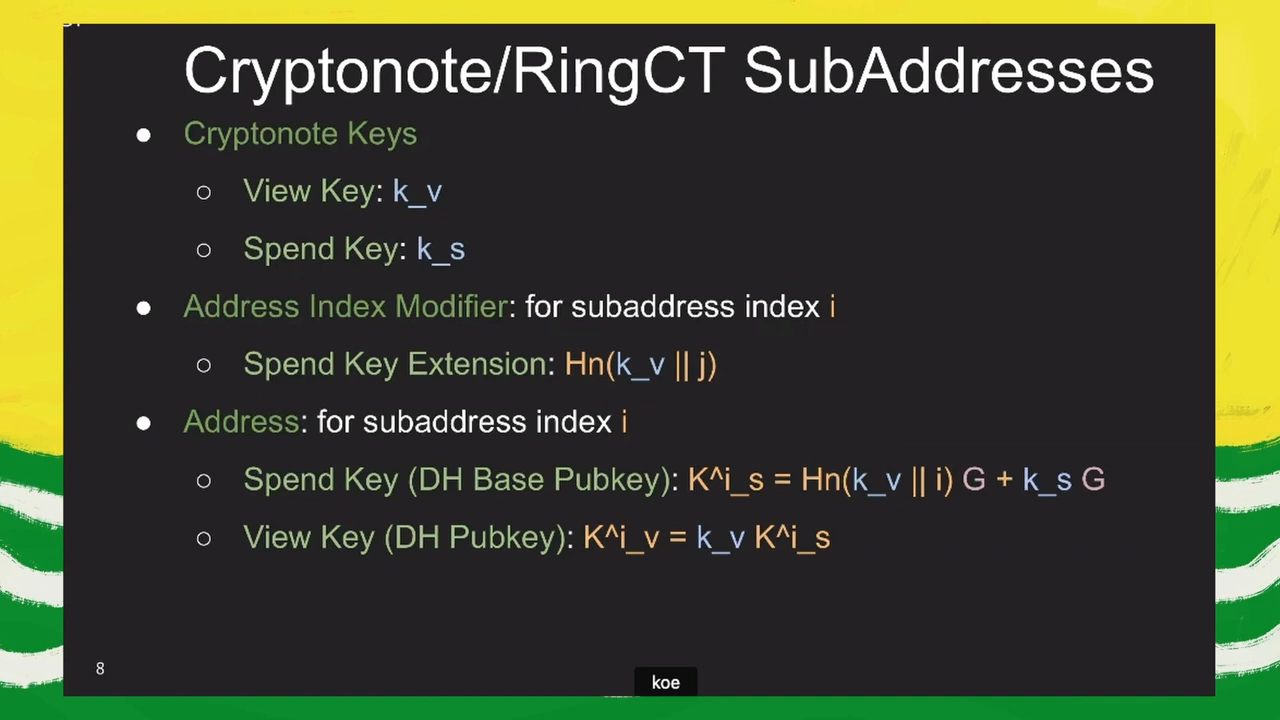 Cryptonote/RingCT SubAddresses
● Cryptonote Keys
○ View Key: k_v
○ Spend Key: k_s
● Address Index Modifier: for subaddress index i
○ Spend Key Extension: Hn(k_v || j)
● Address: for subaddress index i
○ Spend Key (DH Base Pubkey): K^i_s = Hn(k_v || i) G + k_s G
○ View Key (DH Pubkey): K^i_v = k_v K^i_s
8
koe